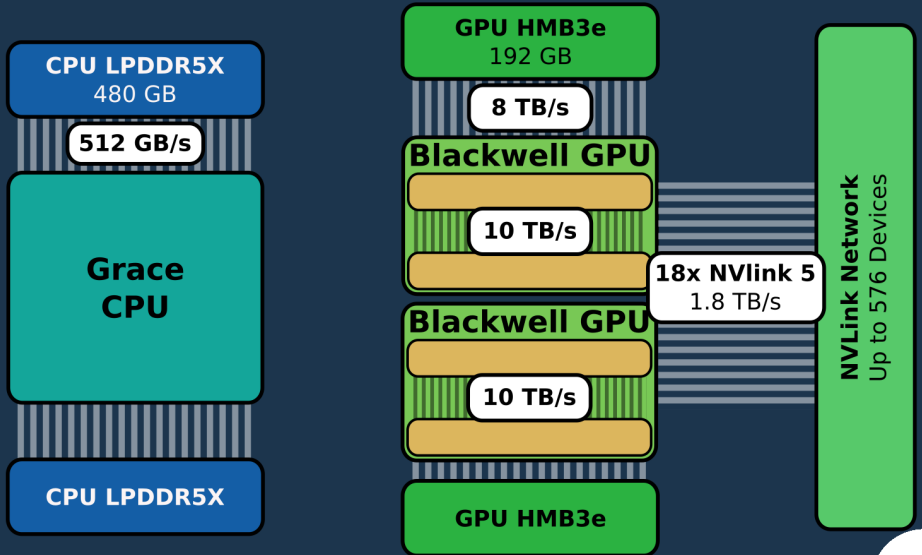 CPU LPDDR5X
480 GB
512 GB/s
Grace
CPU
CPU LPDDR5X
GPU HMB3e
192 GB
8 TB/s
Blackwell GPU
10 TB/s
Blackwell GPU
10 TB/s
GPU HMB3e
18x NVlink 5
1.8 TB/s
NVLink Network
Up to 576 Devices